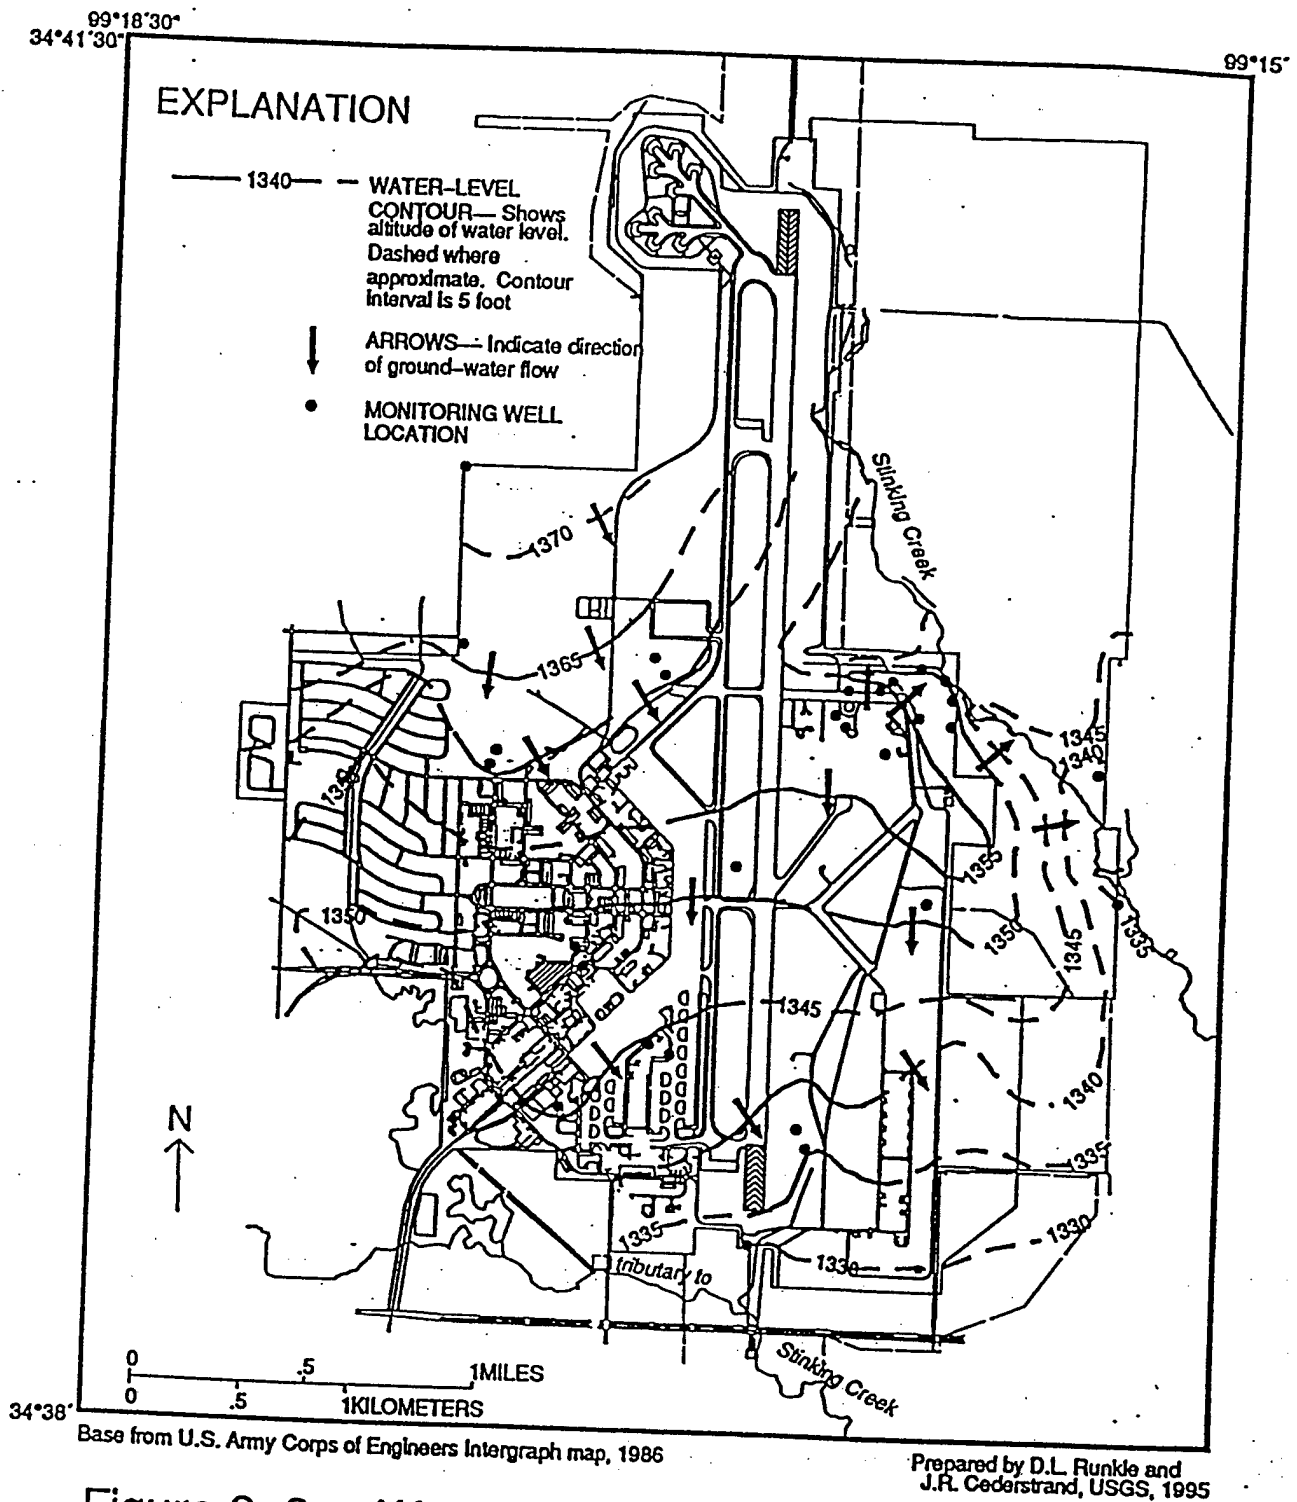 99°18'30"
34°41'30"
99°15'
EXPLANATION
1340
WATER-LEVEL
CONTOUR— Shows
altitude of water level.
Dashed where
approximate. Contour
interval is 5 foot
ARROWS— Indicate direction
of ground-water flow
MONITORING WELL
LOCATION
Stinking Creek
1370
1365
1345
1340
1355
1350
1350
1345
1335
1345
1340
1335
1335
1330
1330
tributary to
Stinking Creek
N
0 .5 1MILES
0 .5 1KILOMETERS
34°38'
Base from U.S. Army Corps of Engineers Intergraph map, 1986
Prepared by D.L. Runkle and
J.R. Cederstrand, USGS, 1995